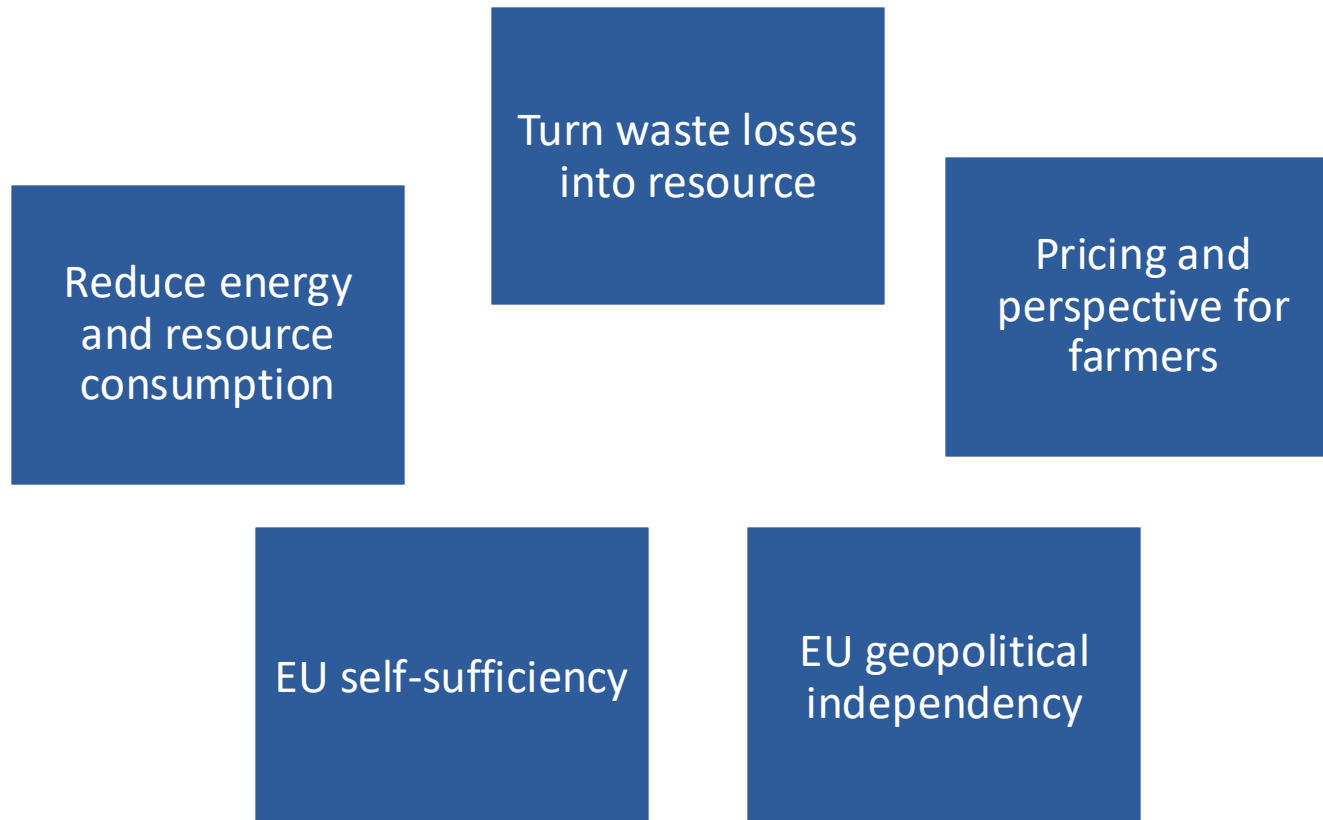 Turn waste losses
into resource
Pricing and
perspective for
farmers
Reduce energy
and resource
consumption
EU self-sufficiency
EU geopolitical
independency